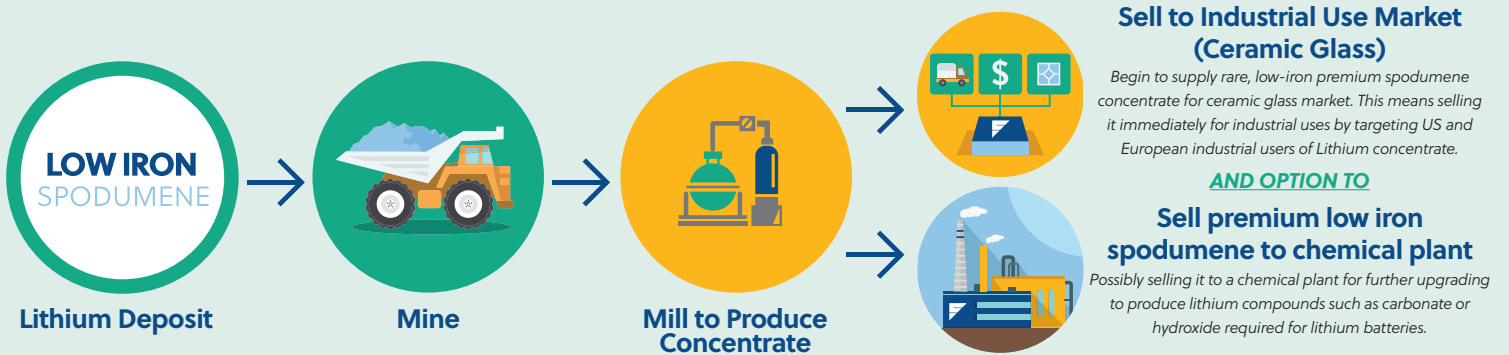 LOW IRON
SPODUMENE
Lithium Deposit
Mine
Mill to Produce
Concentrate
$
Sell to Industrial Use Market
(Ceramic Glass)
Begin to supply rare, low-iron premium spodumene
concentrate for ceramic glass market. This means selling
it immediately for industrial uses by targeting US and
European industrial users of Lithium concentrate.
AND OPTION TO
Sell premium low iron
spodumene to chemical plant
Possibly selling it to a chemical plant for further upgrading
to produce lithium compounds such as carbonate or
hydroxide required for lithium batteries.